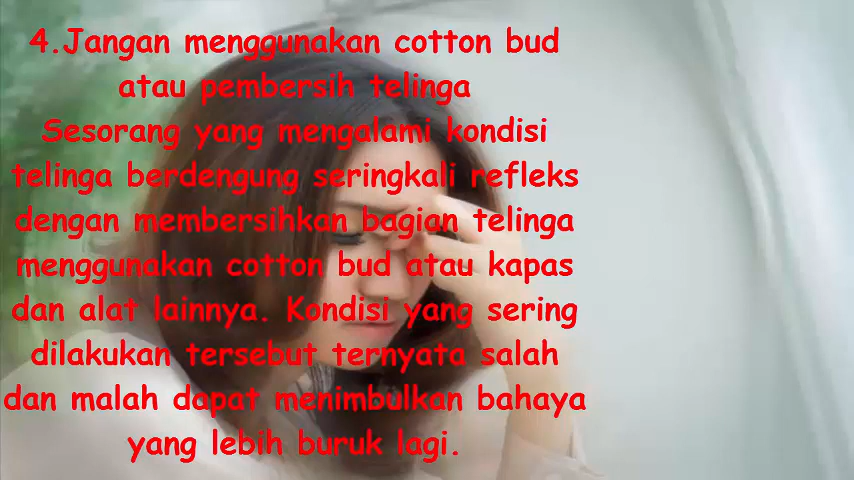 4.Jangan menggunakan cotton bud
atau pembersih telinga
Sesorang yang mengalami kondisi
telinga berdengung seringkali refleks
dengan membersihkan bagian telinga
menggunakan cotton bud atau kapas
dan alat lainnya. Kondisi yang sering
dilakukan tersebut ternyata salah
dan malah dapat menimbulkan bahaya
yang lebih buruk lagi.